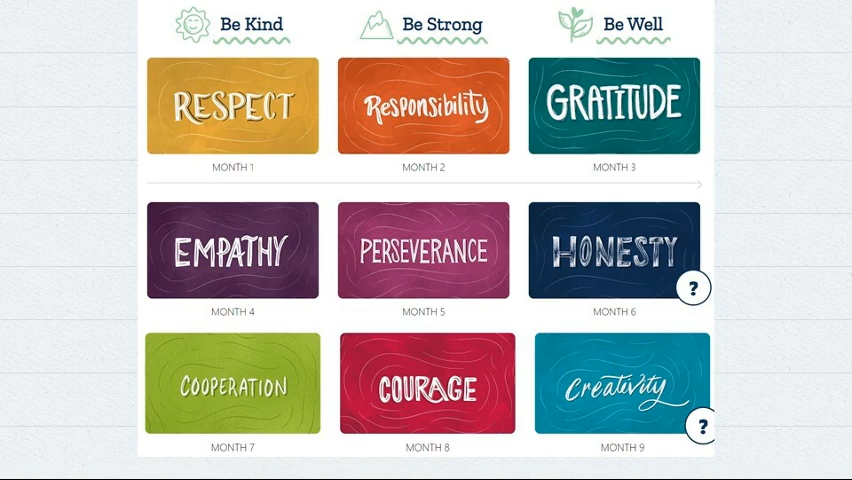 Be Kind Be Strong Be Well
RESPECT Responsibility GRATITUDE
MONTH 1 MONTH 2 MONTH 3
EMPATHY PERSEVERANCE HONESTY
?
MONTH 4 MONTH 5 MONTH 6
COOPERATION COURAGE Creativity
?
MONTH 7 MONTH 8 MONTH 9